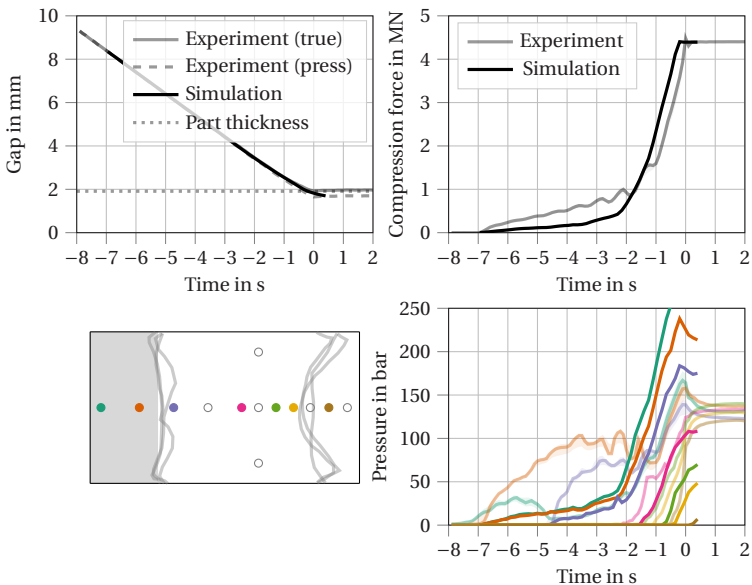 10
8
6
4
2
0
Gap in mm
Experiment (true)
Experiment (press)
Simulation
Part thickness
−8 −7 −6 −5 −4 −3 −2 −1 0 1 2
Time in s
5
4
3
2
1
0
Compression force in MN
Experiment
Simulation
−8 −7 −6 −5 −4 −3 −2 −1 0 1 2
Time in s
250
200
150
100
50
0
Pressure in bar
−8 −7 −6 −5 −4 −3 −2 −1 0 1 2
Time in s